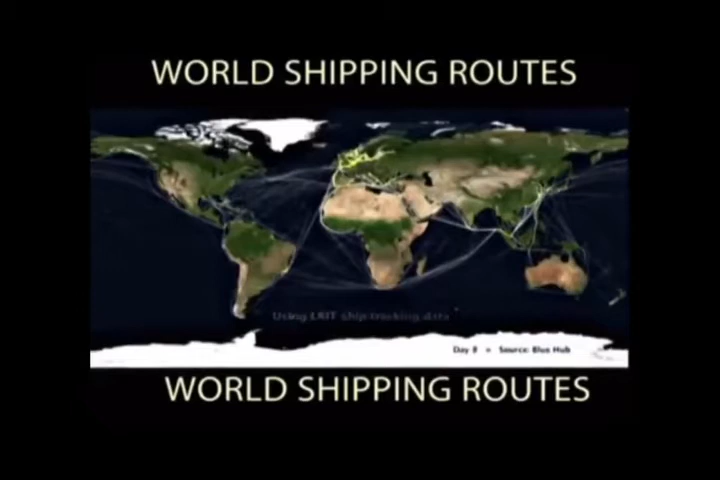 WORLD SHIPPING ROUTES
Using LRIT ship tracking data
Day 8 = Source: Blue Hub
WORLD SHIPPING ROUTES